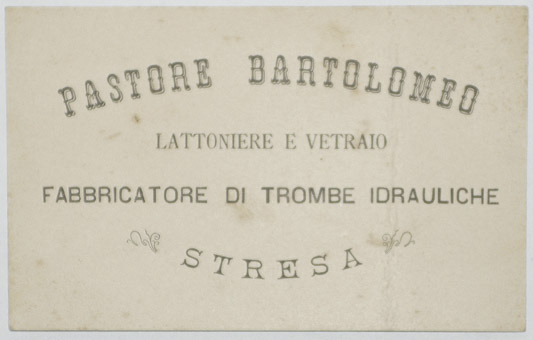 PASTORE BARTOLOMEO
LATTONIERE E VETRAIO
FABBRICATORE DI TROMBE IDRAULICHE
STRESA